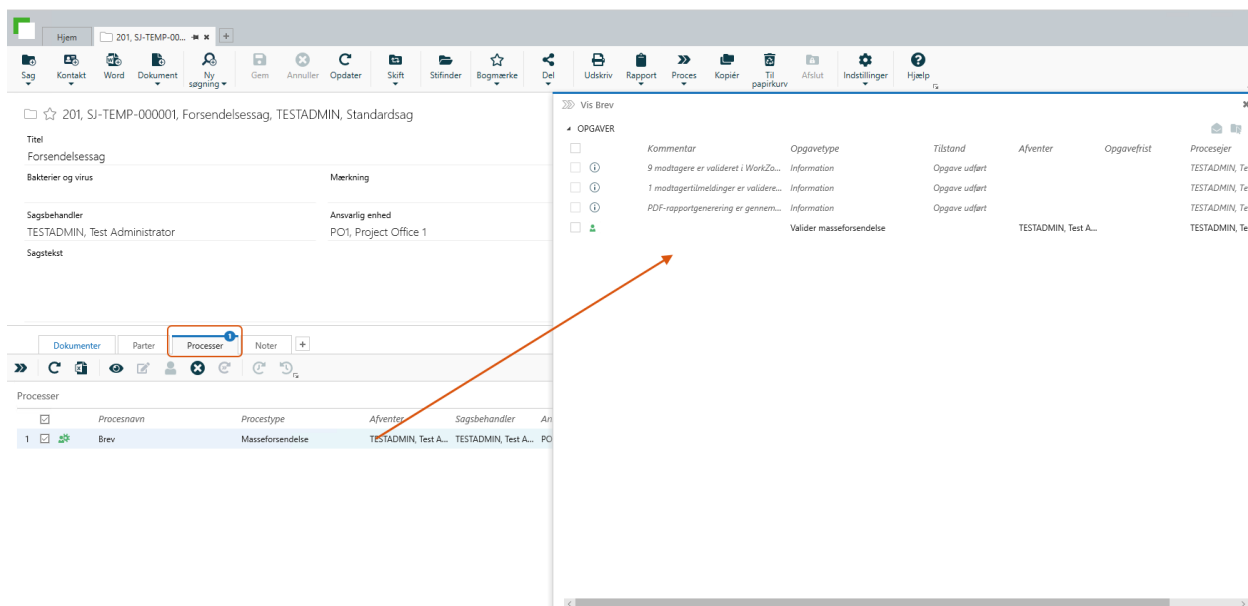 Hjem
201, SJ-TEMP-00...
Sag Kontakt Word Dokument Ny søgning Gem Annuller Opdater Skift Stifinder Bogmærke Del Udskriv Rapport Proces Kopiér Til papirkurv Afslut Indstillinger Hjælp
201, SJ-TEMP-000001, Forsendelsessag, TESTADMIN, Standardsag
Titel
Forsendelsessag
Bakterier og virus Mærkning
Sagsbehandler Ansvarlig enhed
TESTADMIN, Test Administrator PO1, Project Office 1
Sagstekst
Dokumenter Parter Processer 1 Noter
Processer
Procesnavn Procestype Afventer Sagsbehandler An
1 Brev Masseforsendelse TESTADMIN, Test A... TESTADMIN, Test A... PO
Vis Brev
OPGAVER
Kommentar Opgavetype Tilstand Afventer Opgavefrist Procesejer
9 modtagere er valideret i WorkZo... Information Opgave udført TESTADMIN, Te
1 modtagertilmeldinger er validere... Information Opgave udført TESTADMIN, Te
PDF-rapportgenerering er gennem... Information Opgave udført TESTADMIN, Te
Valider masseforsendelse TESTADMIN, Test A... TESTADMIN, Te